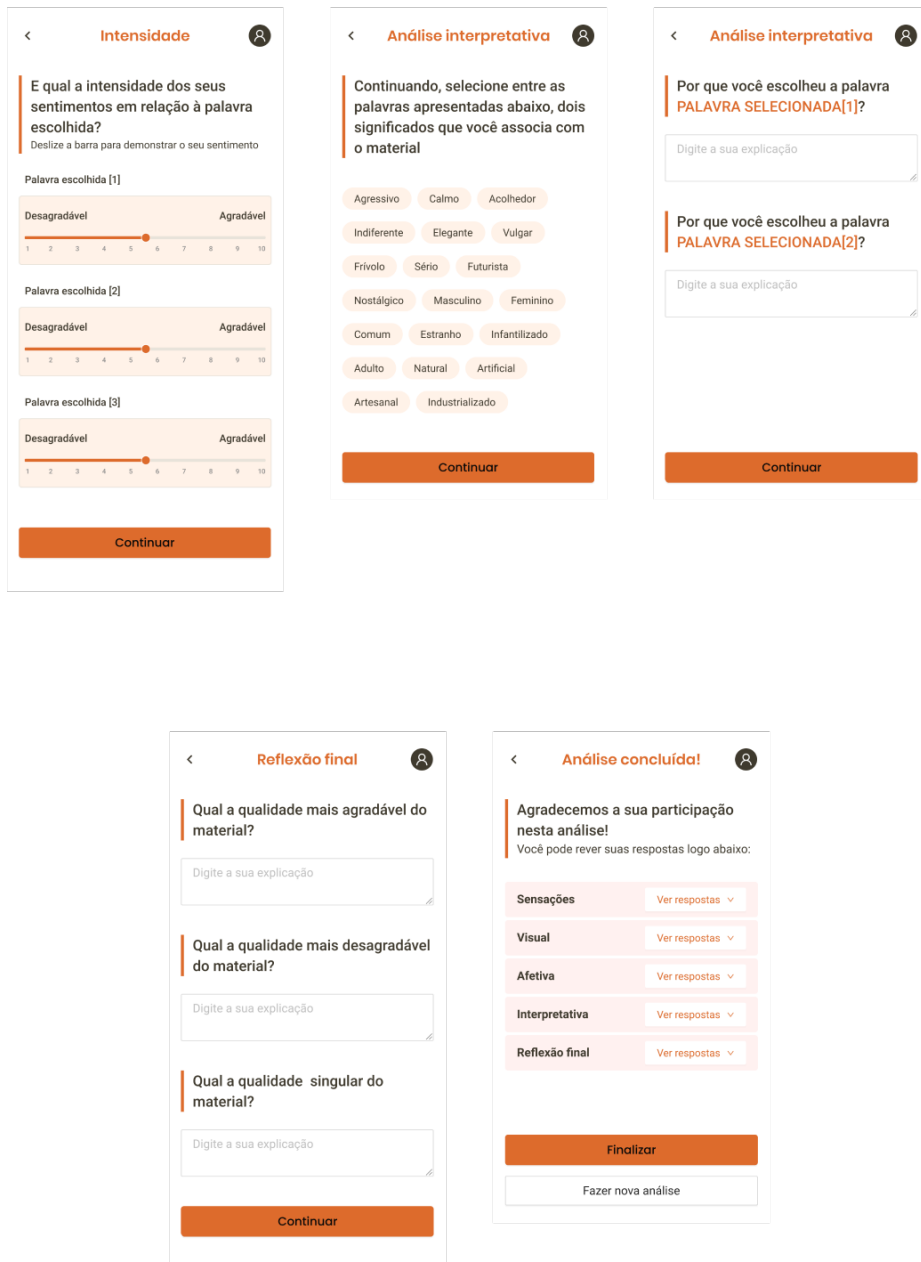 Intensidade
E qual a intensidade dos seus
sentimentos em relação à palavra
escolhida?
Deslize a barra para demonstrar o seu sentimento
Palavra escolhida [1]
Desagradável Agradável
1 2 3 4 5 6 7 8 9 10
Palavra escolhida [2]
Desagradável Agradável
1 2 3 4 5 6 7 8 9 10
Palavra escolhida [3]
Desagradável Agradável
1 2 3 4 5 6 7 8 9 10
Continuar
Análise interpretativa
Continuando, selecione entre as
palavras apresentadas abaixo, dois
significados que você associa com
o material
Agressivo Calmo Acolhedor
Indiferente Elegante Vulgar
Frívolo Sério Futurista
Nostálgico Masculino Feminino
Comum Estranho Infantilizado
Adulto Natural Artificial
Artesanal Industrializado
Continuar
Análise interpretativa
Por que você escolheu a palavra
PALAVRA SELECIONADA[1]?
Digite a sua explicação
Por que você escolheu a palavra
PALAVRA SELECIONADA[2]?
Digite a sua explicação
Continuar
Reflexão final
Qual a qualidade mais agradável do
material?
Digite a sua explicação
Qual a qualidade mais desagradável
do material?
Digite a sua explicação
Qual a qualidade singular do
material?
Digite a sua explicação
Continuar
Análise concluída!
Agradecemos a sua participação
nesta análise!
Você pode rever suas respostas logo abaixo:
Sensações Ver respostas
Visual Ver respostas
Afetiva Ver respostas
Interpretativa Ver respostas
Reflexão final Ver respostas
Finalizar
Fazer nova análise